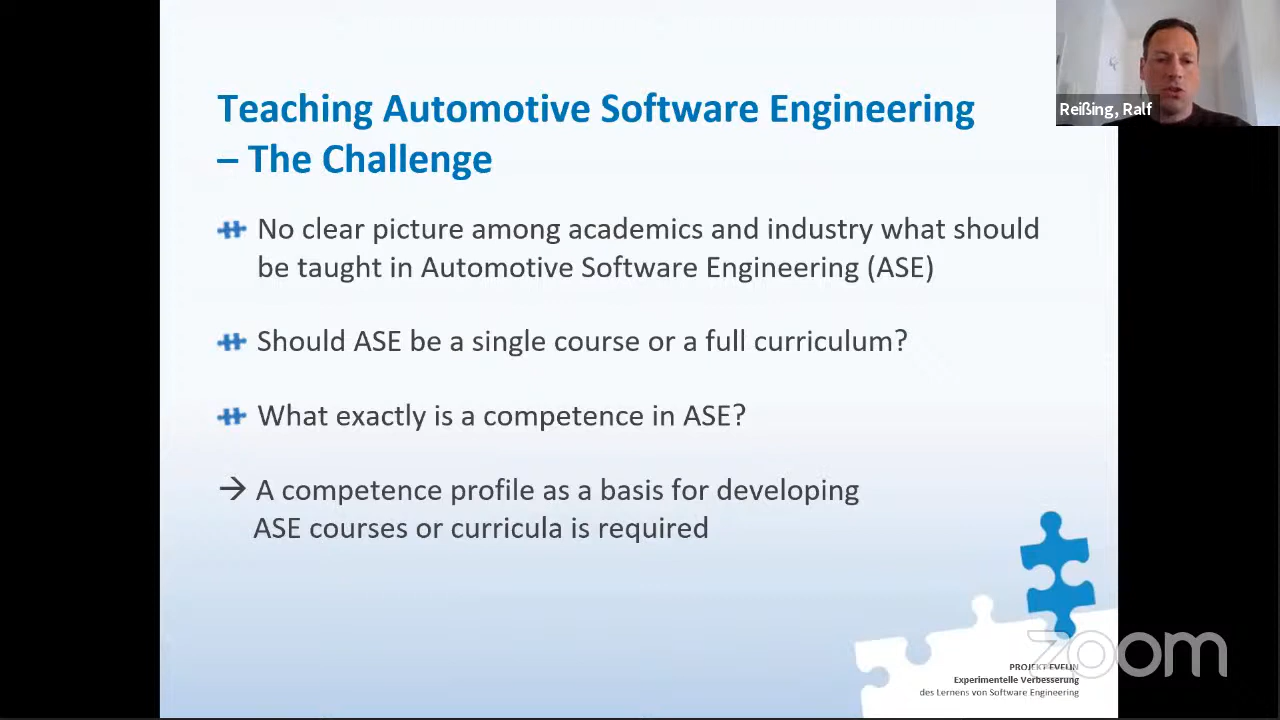 Teaching Automotive Software Engineering
– The Challenge
Reißing, Ralf
No clear picture among academics and industry what should
be taught in Automotive Software Engineering (ASE)
Should ASE be a single course or a full curriculum?
What exactly is a competence in ASE?
→ A competence profile as a basis for developing
ASE courses or curricula is required
zoom
PROJEKT EVELIN
Experimentelle Verbesserung
des Lernens von Software Engineering